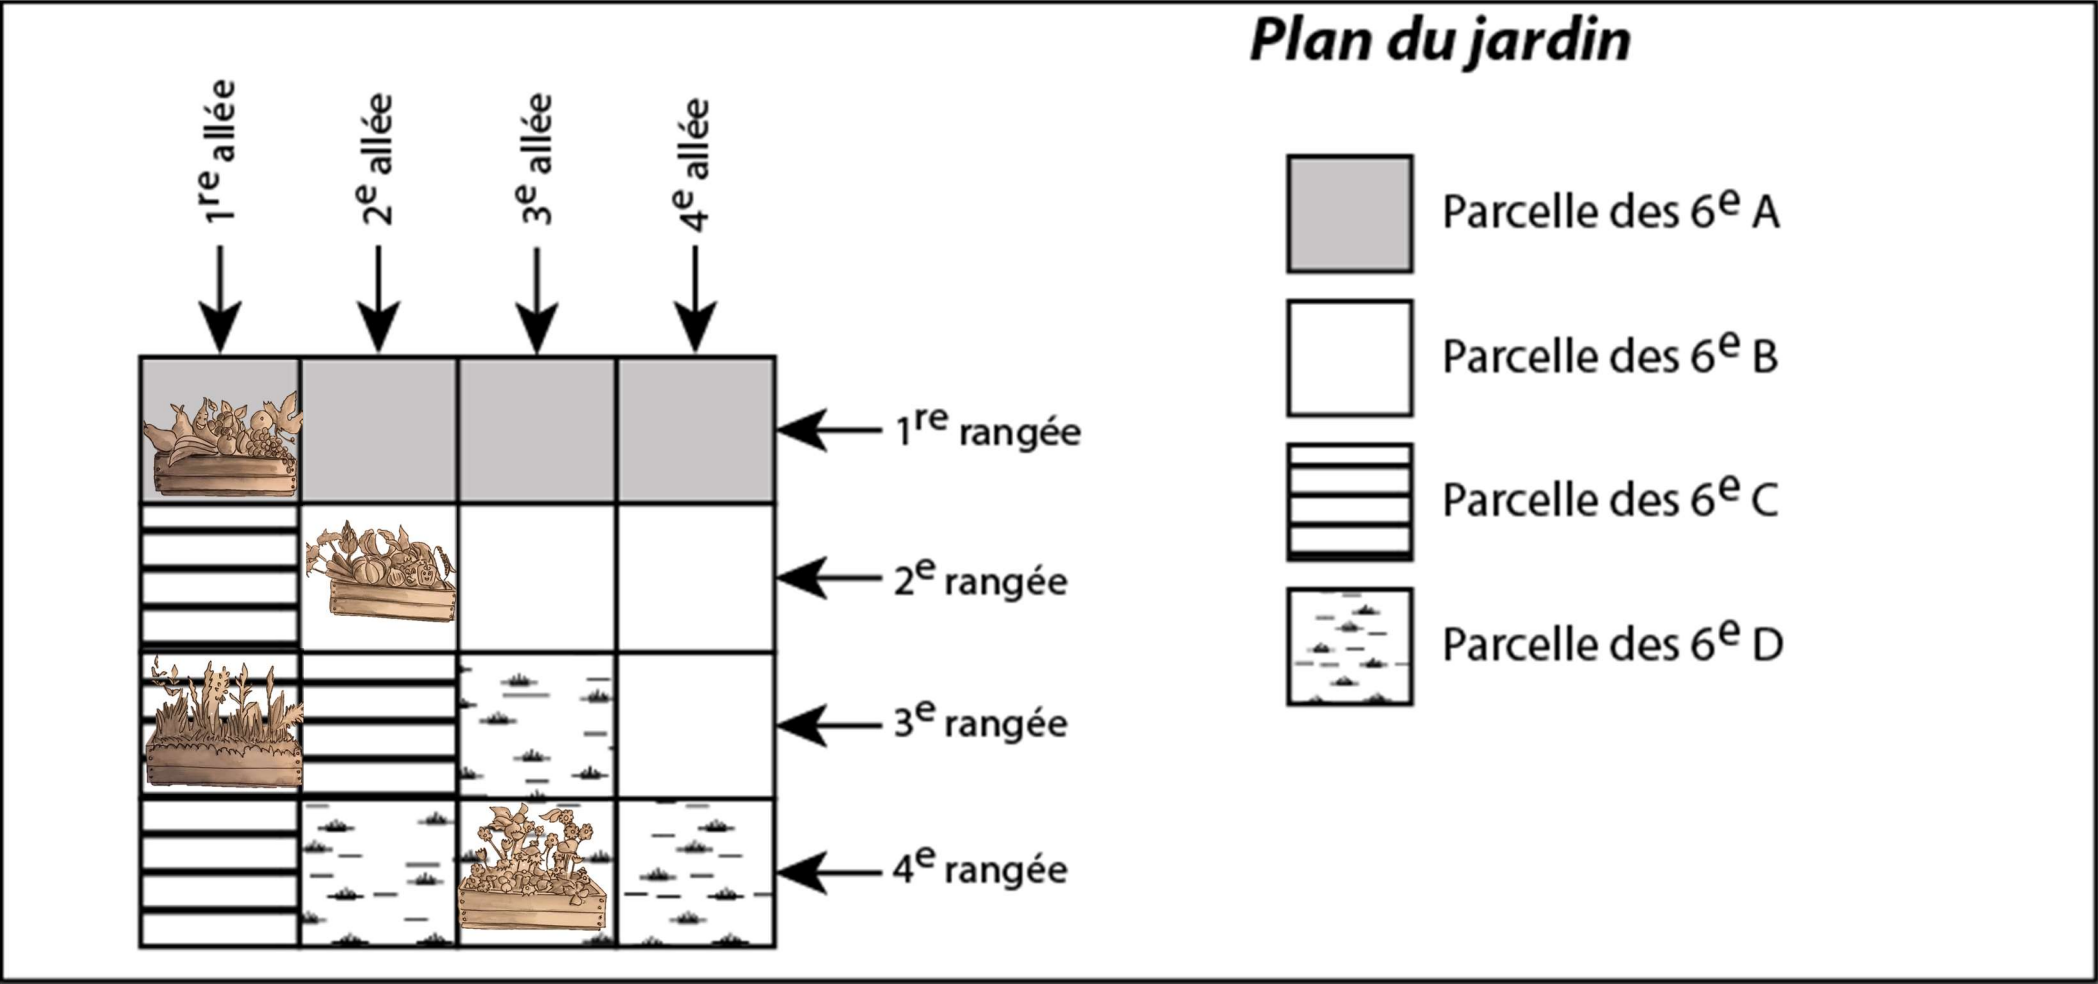 Plan du jardin
1re allée
2e allée
3e allée
4e allée
1re rangée
2e rangée
3e rangée
4e rangée
Parcelle des 6e A
Parcelle des 6e B
Parcelle des 6e C
Parcelle des 6e D